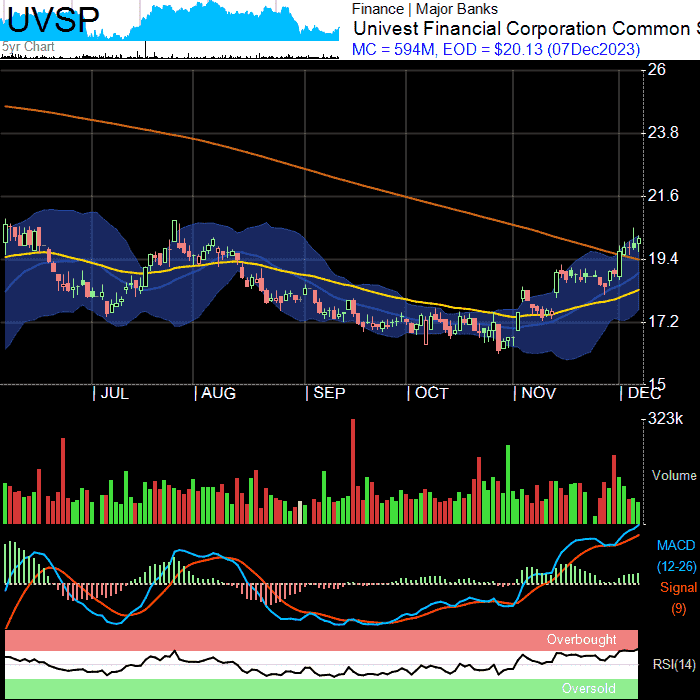 UVSP
5yr Chart
Finance | Major Banks
Univest Financial Corporation Common
MC = 594M, EOD = $20.13 (07Dec2023)
26
23.8
21.6
19.4
17.2
15
| JUL | AUG | SEP | OCT | NOV | DEC
323k
Volume
MACD
(12-26)
Signal
(9)
Overbought
RSI(14)
Oversold